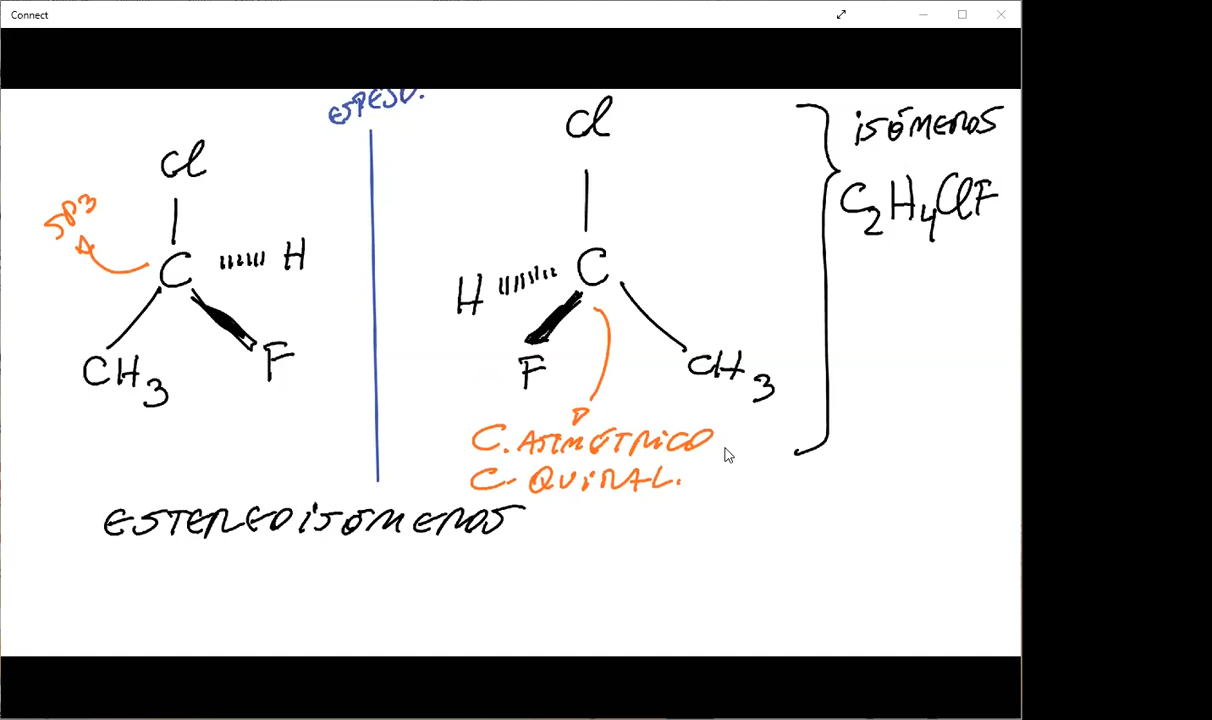 Connect
ESPEJO.
Cl
C H
CH3 F
SP3
Cl
H C
F CH3
C. ASIMÉTRICO
C. QUIRAL.
ISÓMEROS
C2H4ClF
ESTEREOISÓMEROS